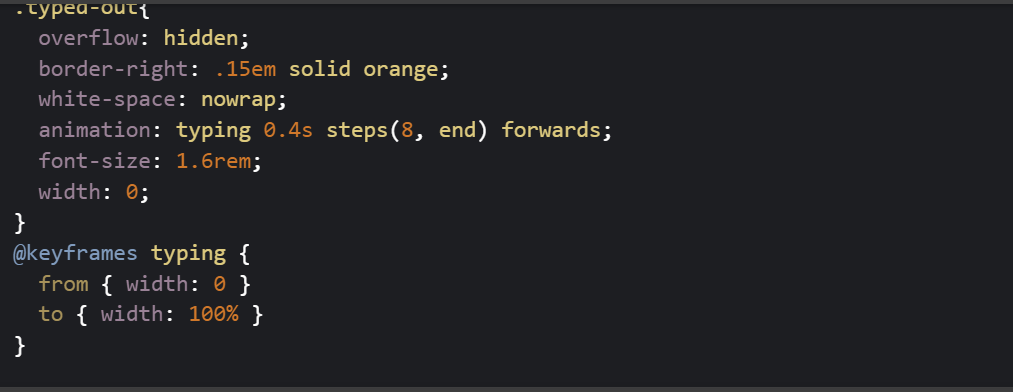 .typed-out{
  overflow: hidden;
  border-right: .15em solid orange;
  white-space: nowrap;
  animation: typing 0.4s steps(8, end) forwards;
  font-size: 1.6rem;
  width: 0;
}
@keyframes typing {
  from { width: 0 }
  to { width: 100% }
}